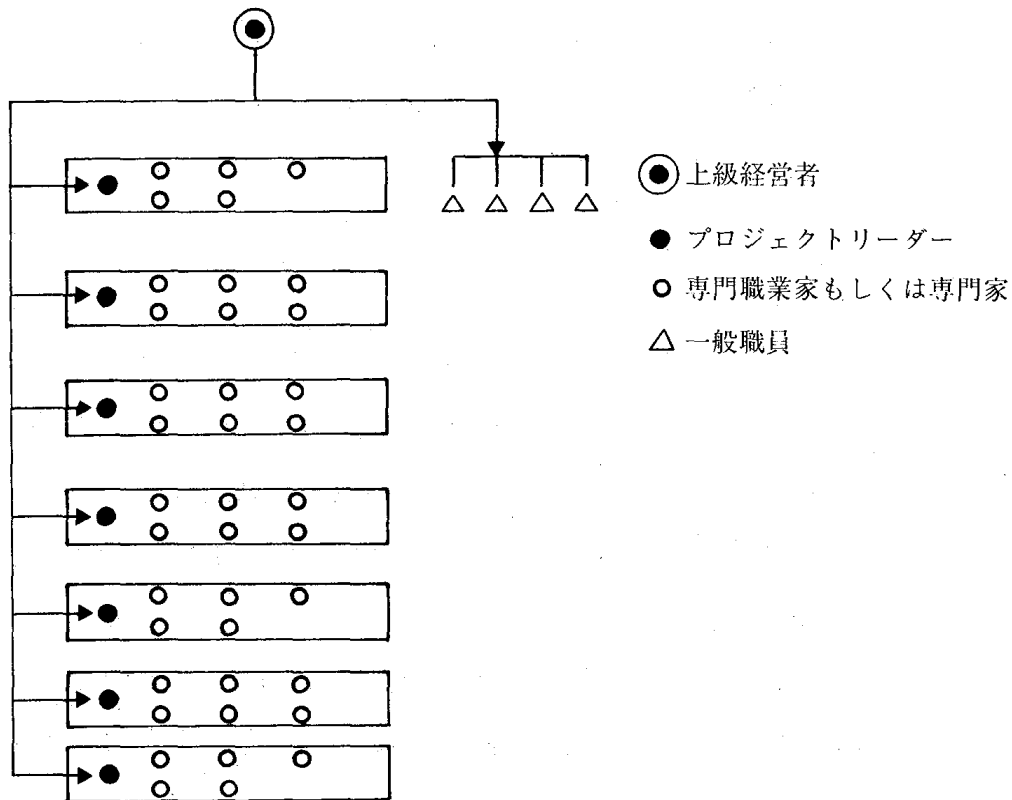 上級経営者
プロジェクトリーダー
専門職業家もしくは専門家
一般職員